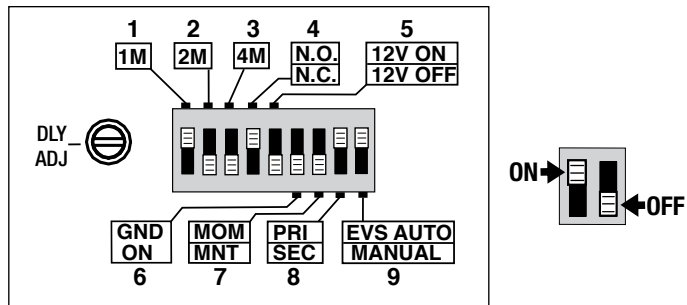 1 2 3 4 5
1M 2M 4M N.O. 12V ON
N.C. 12V OFF
DLY
ADJ
ON
OFF
GND MOM PRI EVS AUTO
ON MNT SEC MANUAL
6 7 8 9